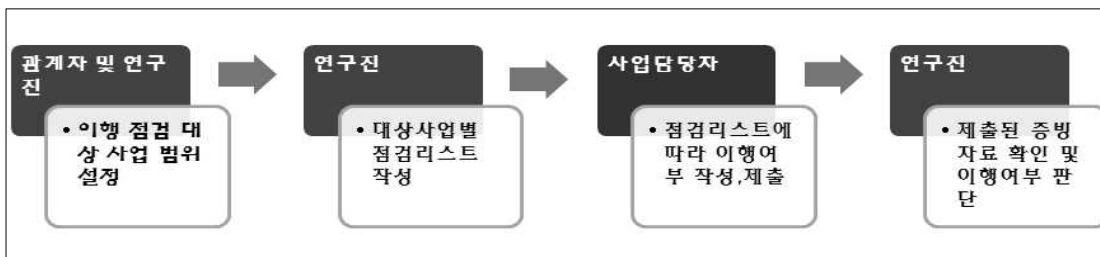 관계자 및 연구
진
• 이행 점검 대
상 사업 범위
설정
연구진
• 대상사업별
점검리스트
작성
사업담당자
• 점검리스트에
따라 이행여
부 작성,제출
연구진
• 제출된 증빙
자료 확인 및
이행여부 판
단